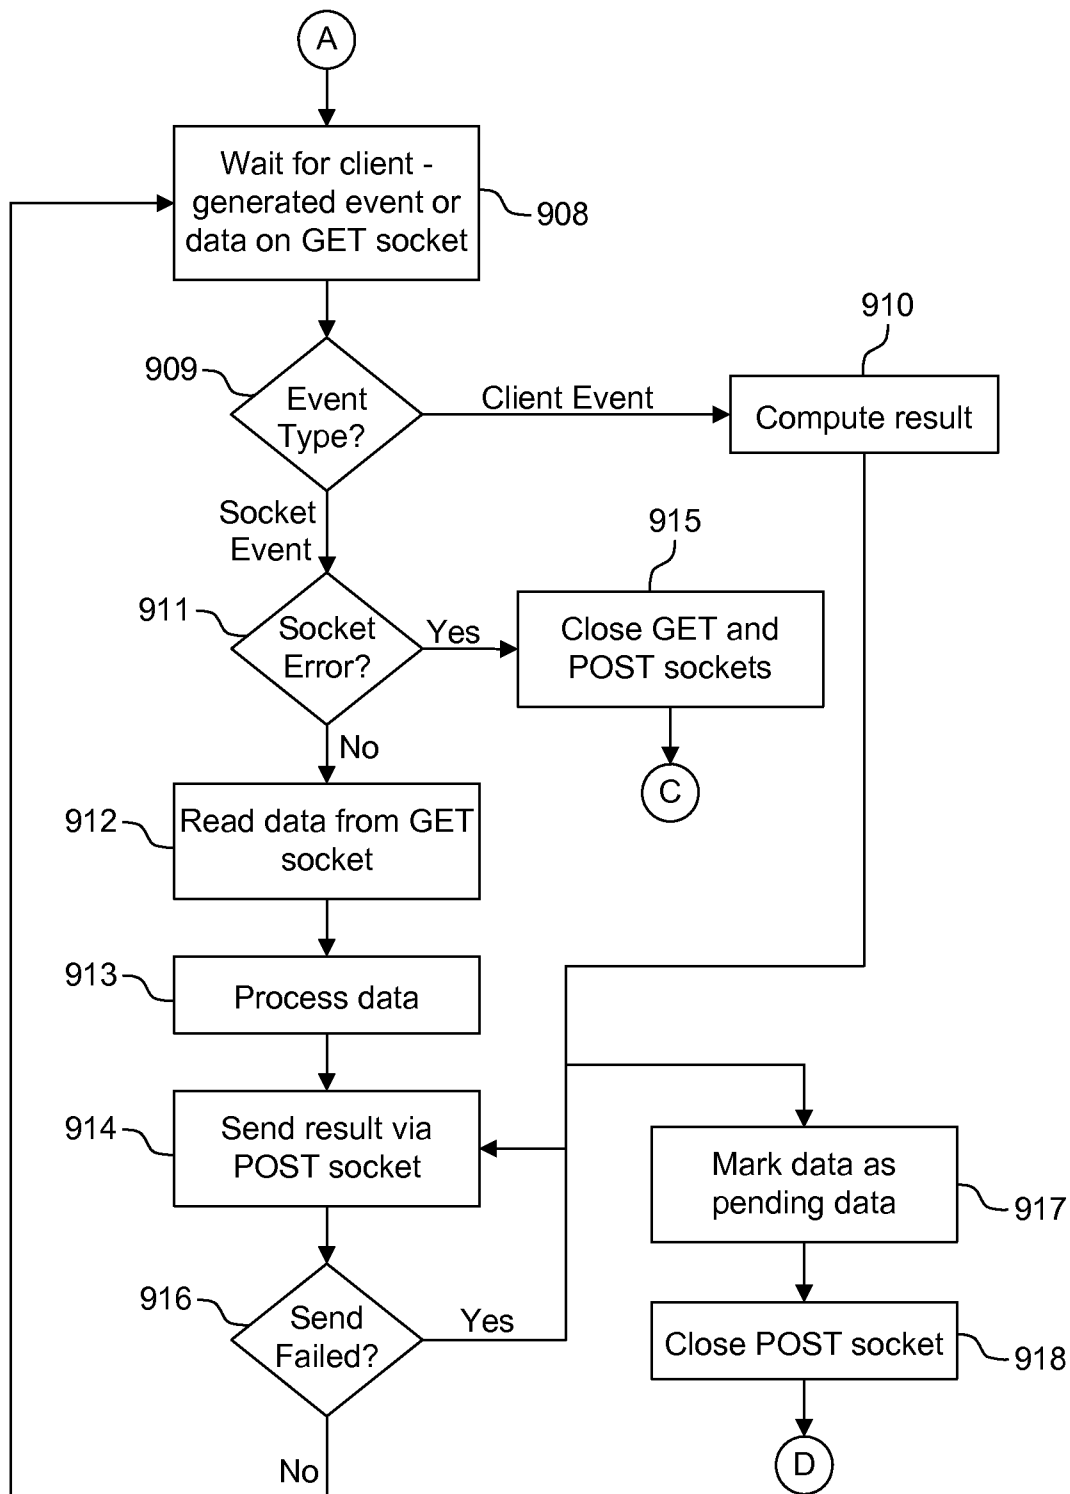 A
Wait for client -
generated event or
data on GET socket
908
910
909
Event
Type?
Client Event
Compute result
Socket
Event
915
911
Socket
Error?
Yes
Close GET and
POST sockets
No
C
912
Read data from GET
socket
913
Process data
914
Send result via
POST socket
Mark data as
pending data
917
916
Send
Failed?
Yes
Close POST socket
918
No
D